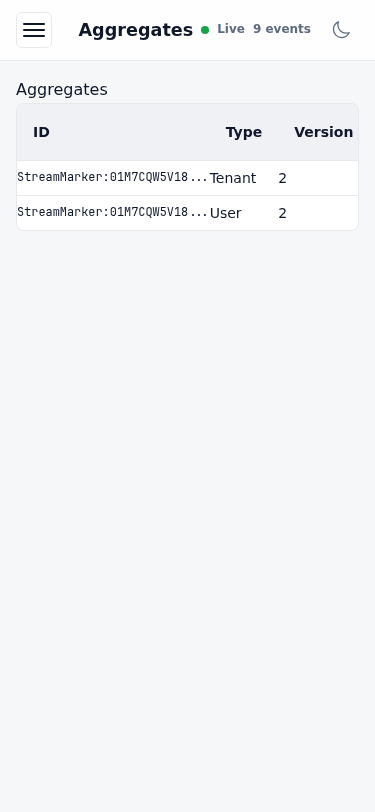 Aggregates Live 9 events
Aggregates
ID Type Version
StreamMarker:01M7CQW5V18... Tenant 2
StreamMarker:01M7CQW5V18... User 2